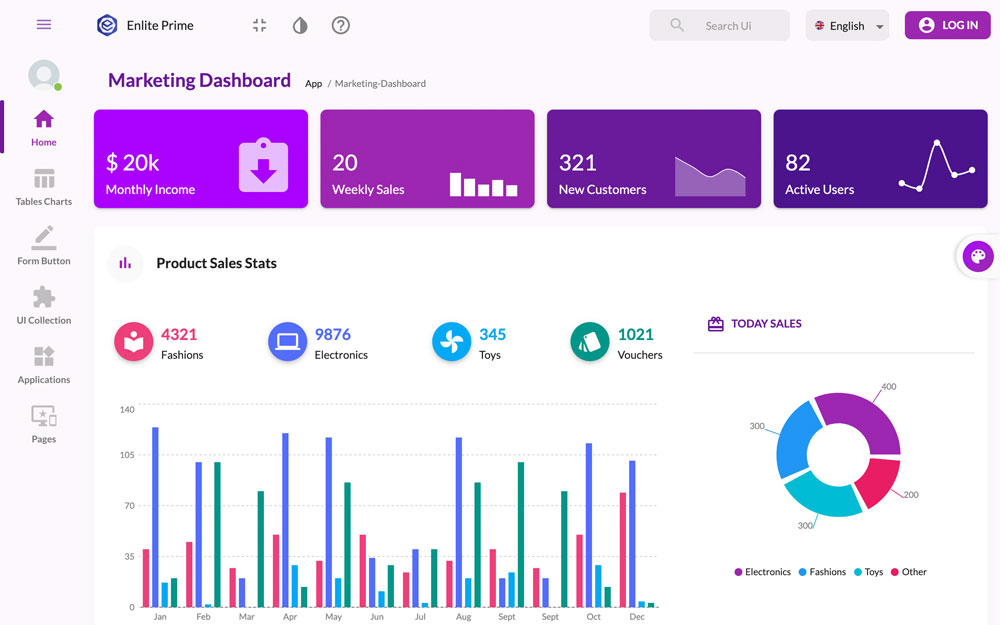 Enlite Prime
Search Ui
English
LOG IN
Marketing Dashboard
App / Marketing-Dashboard
Home
Tables Charts
Form Button
UI Collection
Applications
Pages
$ 20k
Monthly Income
20
Weekly Sales
321
New Customers
82
Active Users
Product Sales Stats
4321
Fashions
9876
Electronics
345
Toys
1021
Vouchers
140
105
70
35
0
Jan Feb Mar Apr May Jun Jul Aug Sept Sept Oct Dec
TODAY SALES
400
300
200
300
Electronics Fashions Toys Other